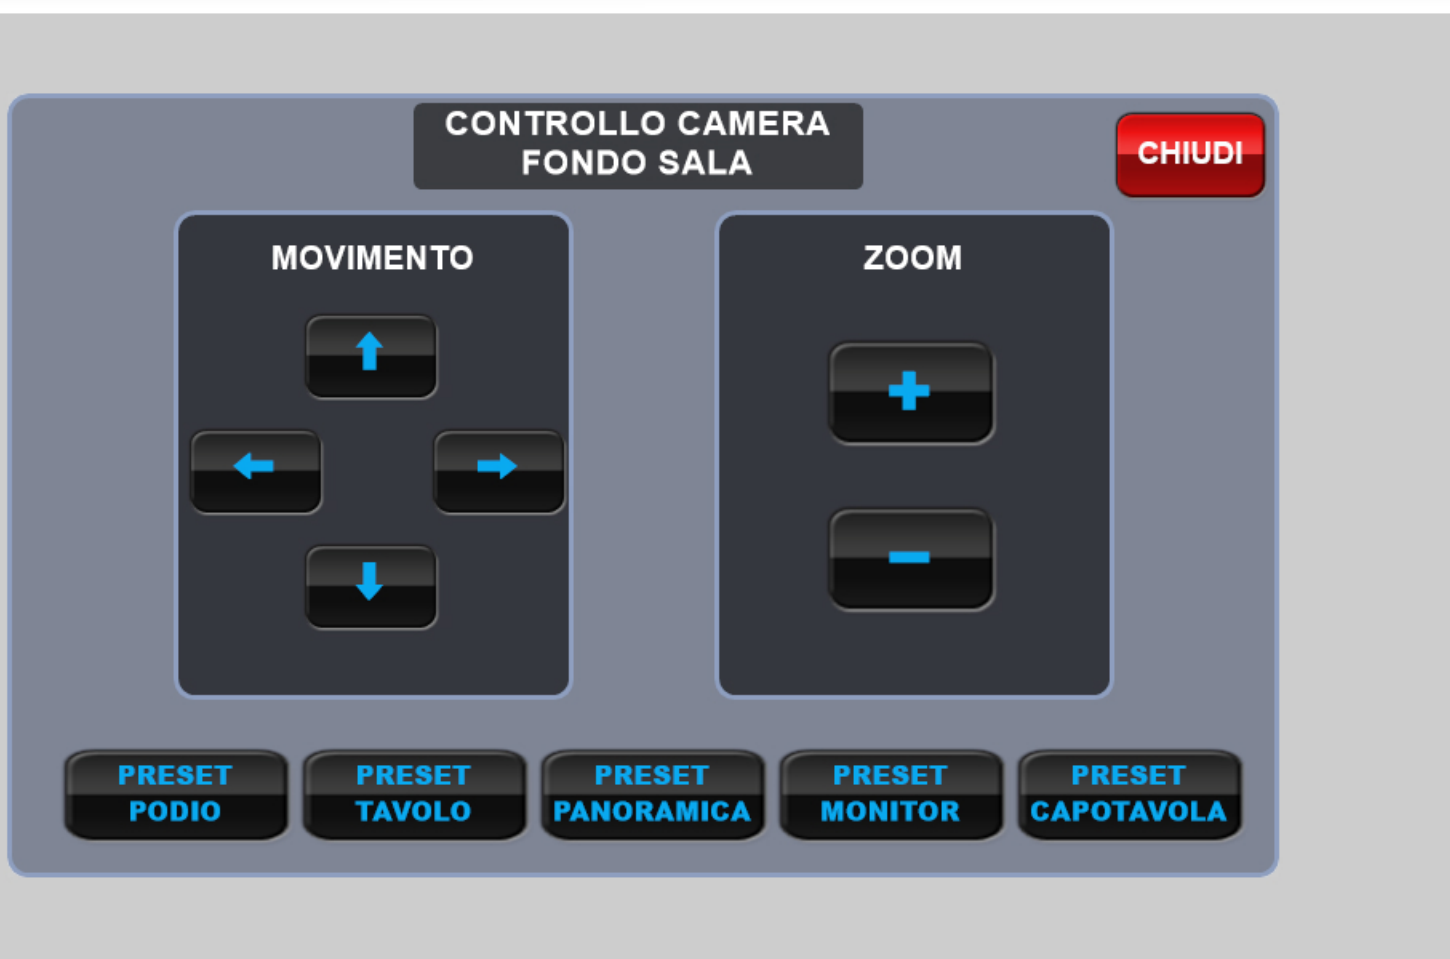 CONTROLLO CAMERA
FONDO SALA
CHIUDI
MOVIMENTO
ZOOM
PRESET
PODIO
PRESET
TAVOLO
PRESET
PANORAMICA
PRESET
MONITOR
PRESET
CAPOTAVOLA